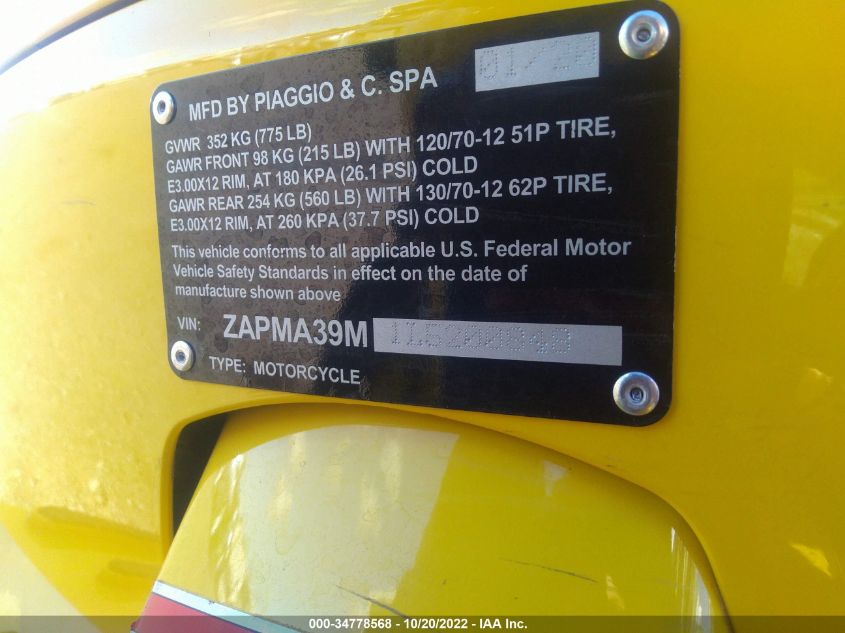 MFD BY PIAGGIO & C. SPA 01/20
GVWR 352 KG (775 LB)
GAWR FRONT 98 KG (215 LB) WITH 120/70-12 51P TIRE,
E3.00X12 RIM, AT 180 KPA (26.1 PSI) COLD
GAWR REAR 254 KG (560 LB) WITH 130/70-12 62P TIRE,
E3.00X12 RIM, AT 260 KPA (37.7 PSI) COLD
This vehicle conforms to all applicable U.S. Federal Motor
Vehicle Safety Standards in effect on the date of
manufacture shown above
VIN: ZAPMA39M 1L5200840
TYPE: MOTORCYCLE
000-34778568 - 10/20/2022 - IAA Inc.